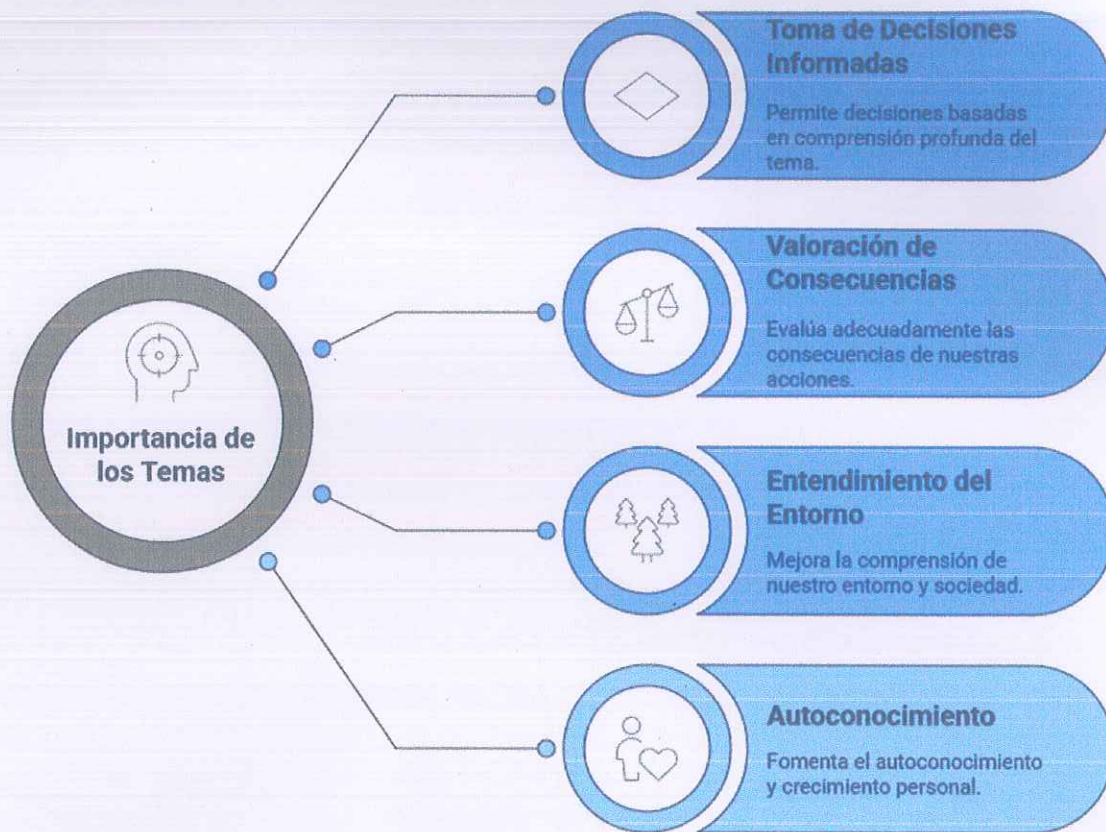 Toma de Decisiones
Informadas
Permite decisiones basadas
en comprensión profunda del
tema.
Valoración de
Consecuencias
Evalúa adecuadamente las
consecuencias de nuestras
acciones.
Importancia de
los Temas
Entendimiento del
Entorno
Mejora la comprensión de
nuestro entorno y sociedad.
Autoconocimiento
Fomenta el autoconocimiento
y crecimiento personal.